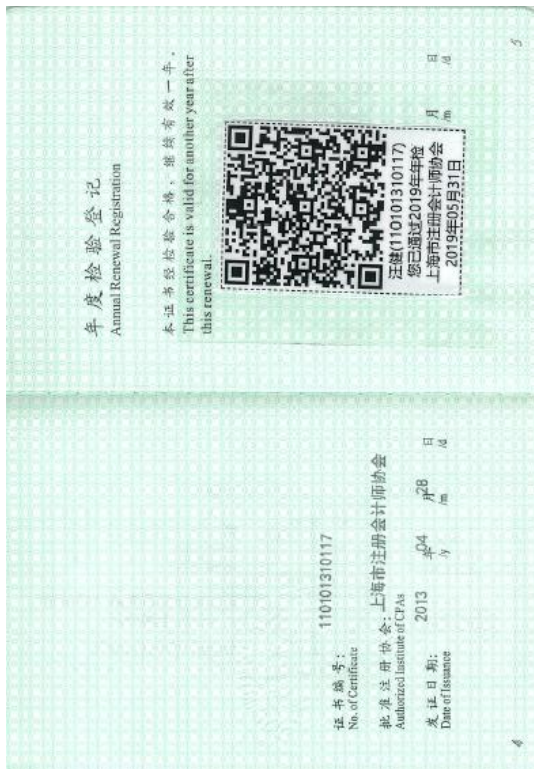 年度检验登记
Annual Renewal Registration
本证书经检验合格，继续有效一年。
This certificate is valid for another year after
this renewal.
汪健(110101310117)
您已通过2019年年检
上海市注册会计师协会
2019年05月31日
月 日
/m /d
5
证书编号：
No. of Certificate
110101310117
批准注册协会：上海市注册会计师协会
Authorized Institute of CPAs
发证日期： 2013 年04 月28 日
Date of Issuance /y /m /d
4